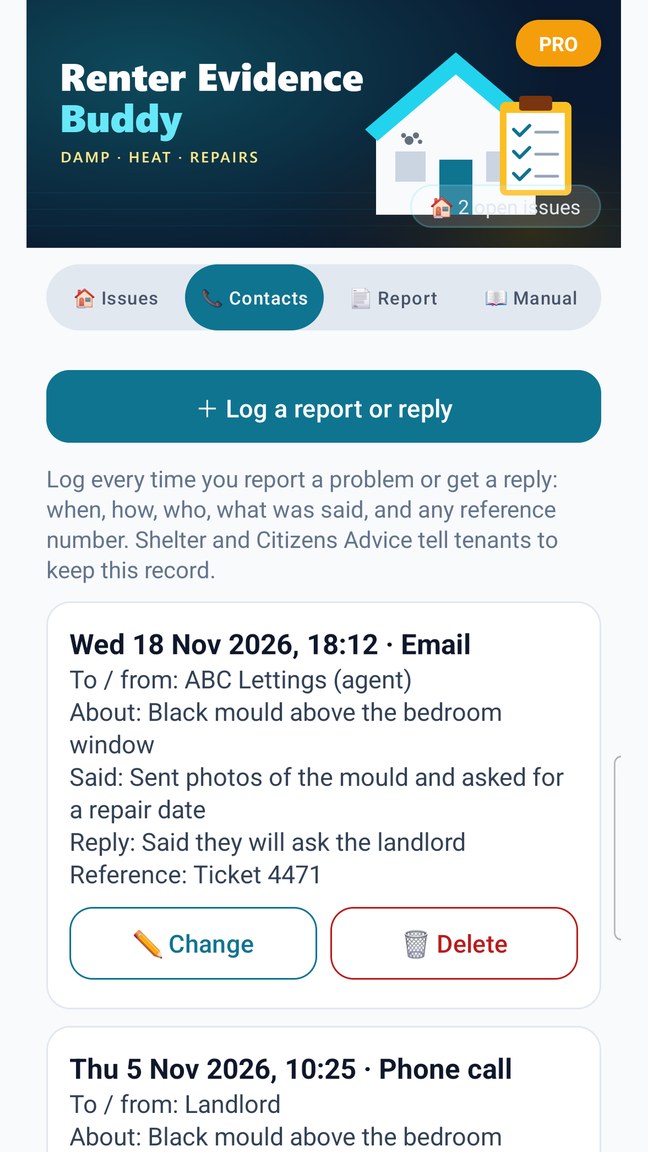 PRO
Renter Evidence
Buddy
DAMP · HEAT · REPAIRS
🏠 2 open issues
🏠 Issues
📞 Contacts
📄 Report
📖 Manual
+ Log a report or reply
Log every time you report a problem or get a reply:
when, how, who, what was said, and any reference
number. Shelter and Citizens Advice tell tenants to
keep this record.
Wed 18 Nov 2026, 18:12 · Email
To / from: ABC Lettings (agent)
About: Black mould above the bedroom
window
Said: Sent photos of the mould and asked for
a repair date
Reply: Said they will ask the landlord
Reference: Ticket 4471
✏️ Change
🗑️ Delete
Thu 5 Nov 2026, 10:25 · Phone call
To / from: Landlord
About: Black mould above the bedroom